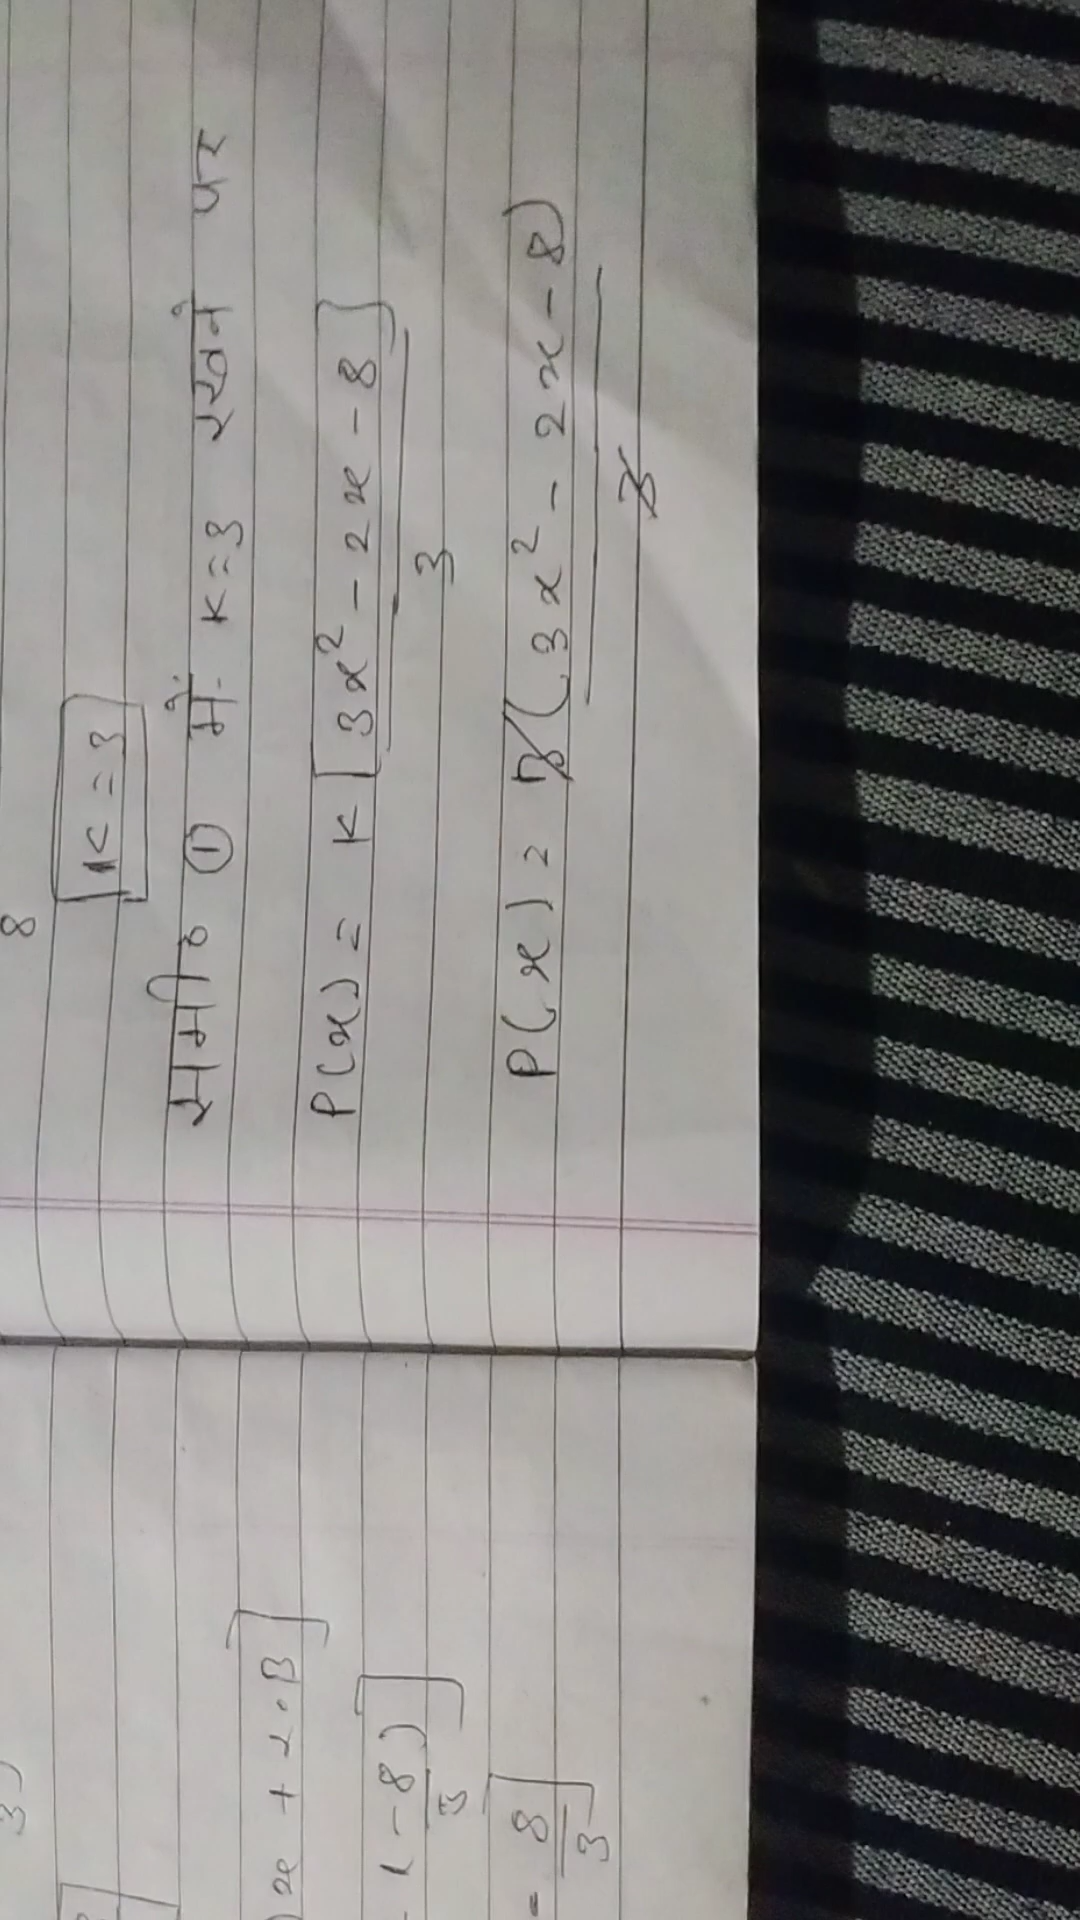 3)
x + α.β]
- 8)]
3
- 8]
3
8
K = 3
समी० ① में K = 3 रखने पर
P(x) = K [3x² - 2x - 8]
3
P(x) = 3 (3x² - 2x - 8)
3